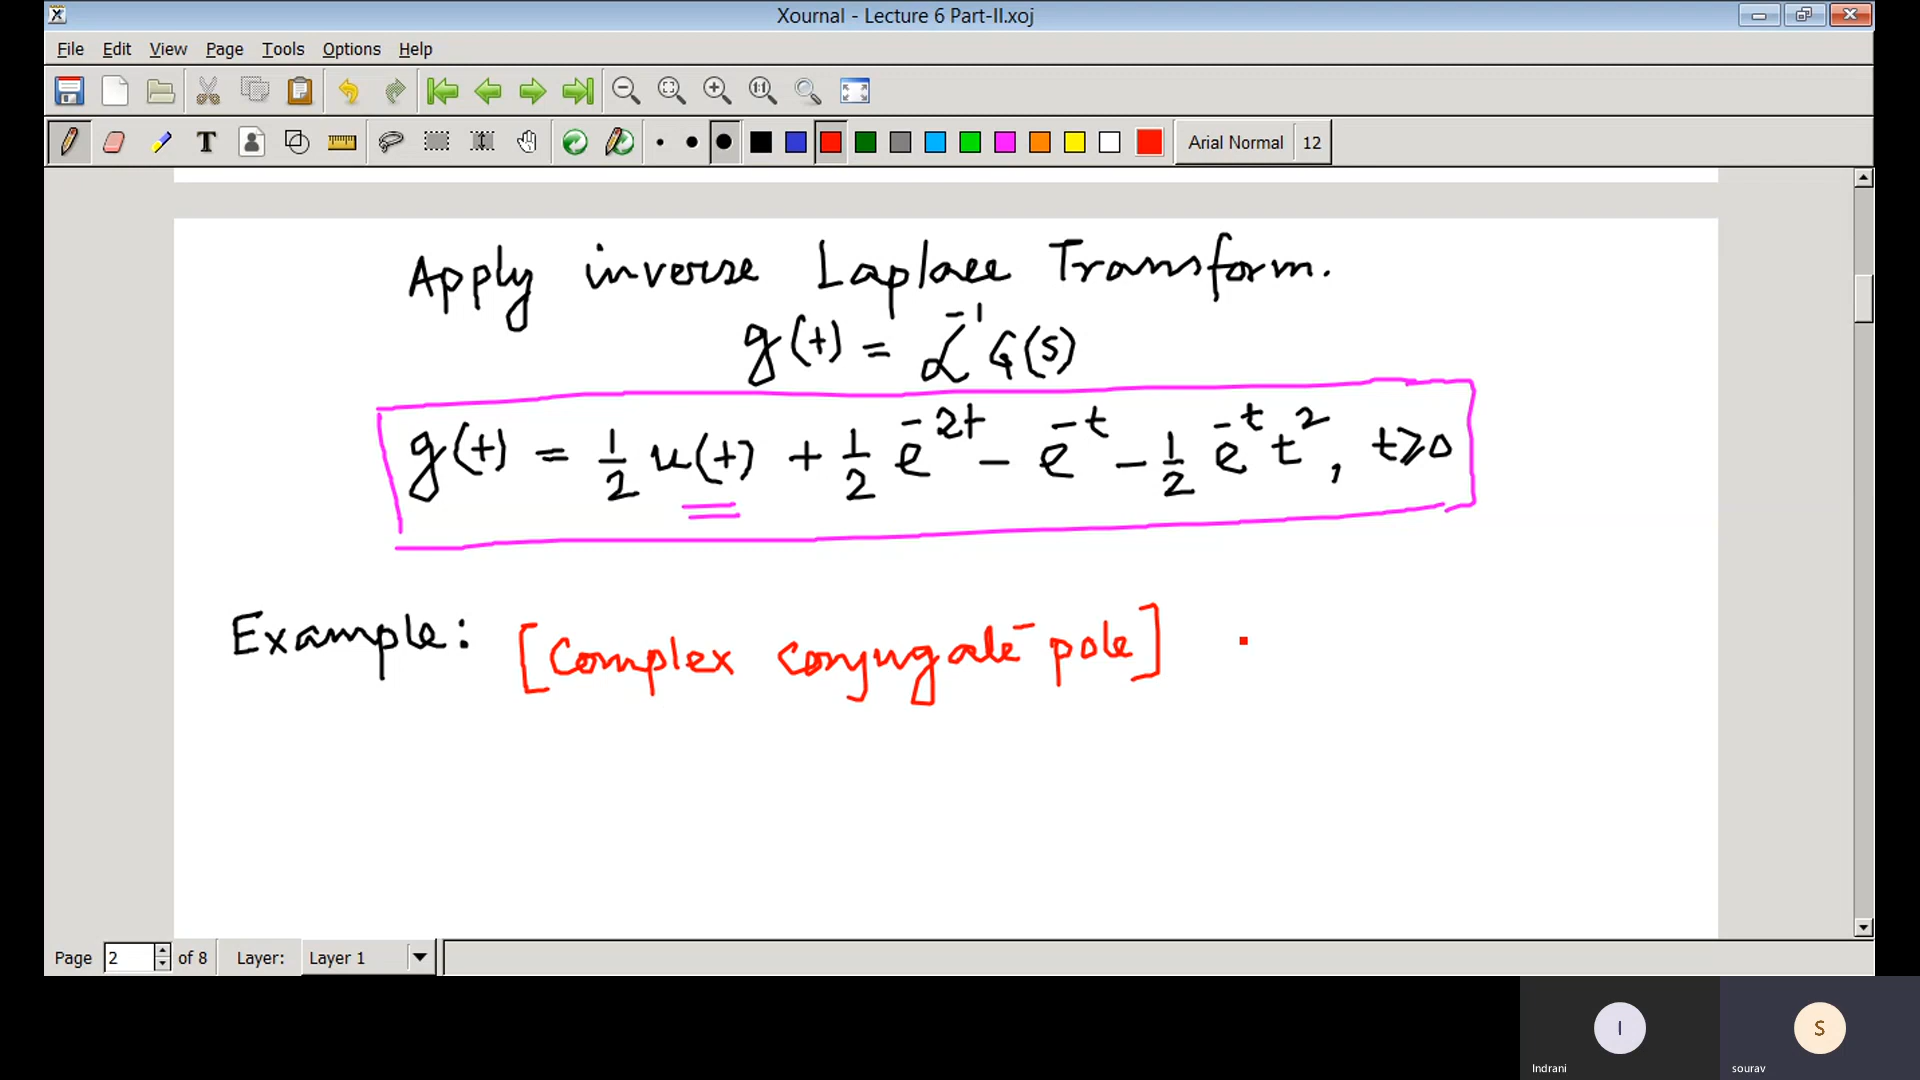 Xournal - Lecture 6 Part-II.xoj
File Edit View Page Tools Options Help
Arial Normal 12
Apply inverse Laplace Transform.
g(t) = ℒ⁻¹ G(s)
g(t) = 1/2 u(t) + 1/2 e^{-2t} - e^{-t} - 1/2 e^{-t} t^2, t≥0
Example: [Complex conjugate pole]
Page 2 of 8 Layer: Layer 1
I
S
Indrani
sourav